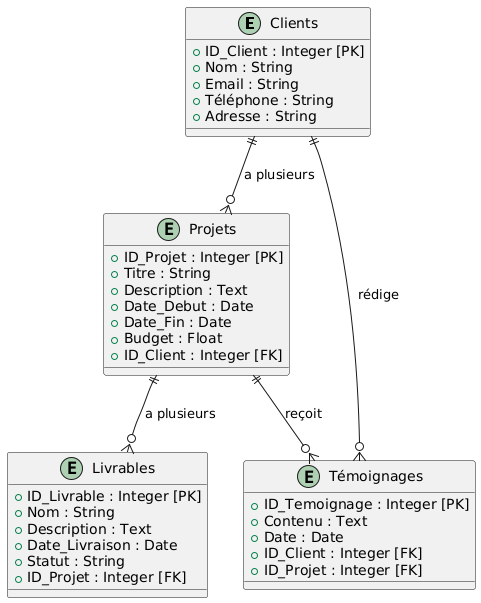 E Clients
ID_Client : Integer [PK]
Nom : String
Email : String
Téléphone : String
Adresse : String
a plusieurs
E Projets
ID_Projet : Integer [PK]
Titre : String
Description : Text
Date_Debut : Date
Date_Fin : Date
Budget : Float
ID_Client : Integer [FK]
rédige
a plusieurs
reçoit
E Livrables
ID_Livrable : Integer [PK]
Nom : String
Description : Text
Date_Livraison : Date
Statut : String
ID_Projet : Integer [FK]
E Témoignages
ID_Temoignage : Integer [PK]
Contenu : Text
Date : Date
ID_Client : Integer [FK]
ID_Projet : Integer [FK]